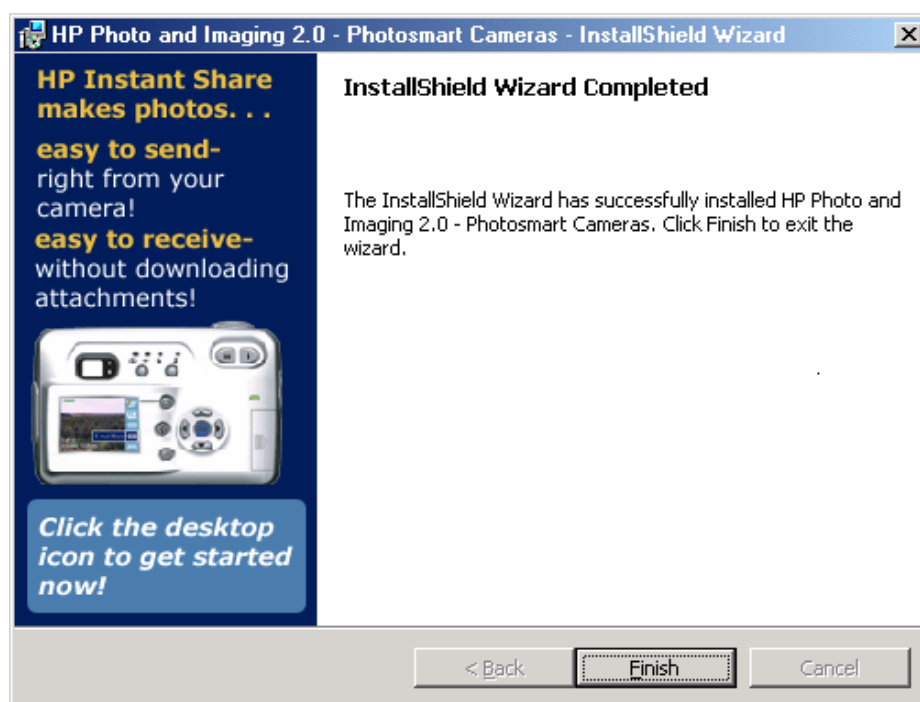 HP Photo and Imaging 2.0 - Photosmart Cameras - InstallShield Wizard
HP Instant Share
makes photos. . .
easy to send-
right from your
camera!
easy to receive-
without downloading
attachments!
Click the desktop
icon to get started
now!
InstallShield Wizard Completed
The InstallShield Wizard has successfully installed HP Photo and
Imaging 2.0 - Photosmart Cameras. Click Finish to exit the
wizard.
< Back
Finish
Cancel